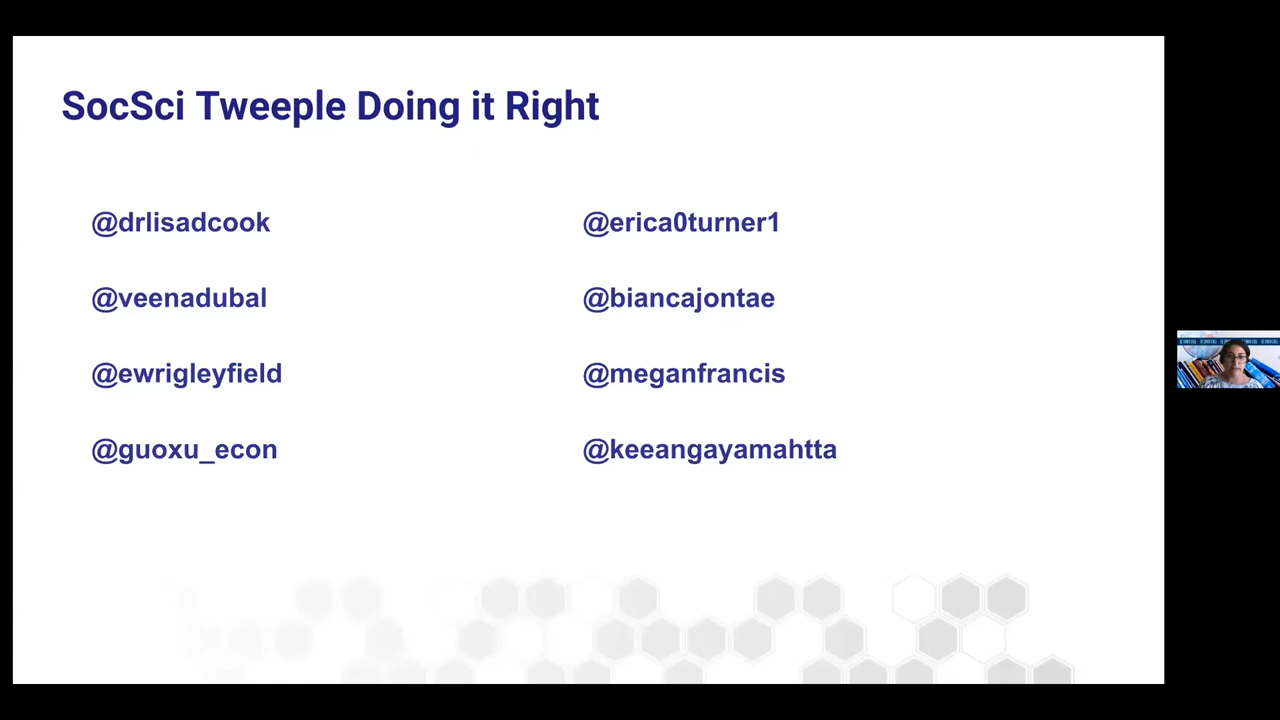 SocSci Tweeple Doing it Right
@drlisadcook
@veenadubal
@ewrigleyfield
@guoxu_econ
@erica0turner1
@biancajontae
@meganfrancis
@keeangayamahtta